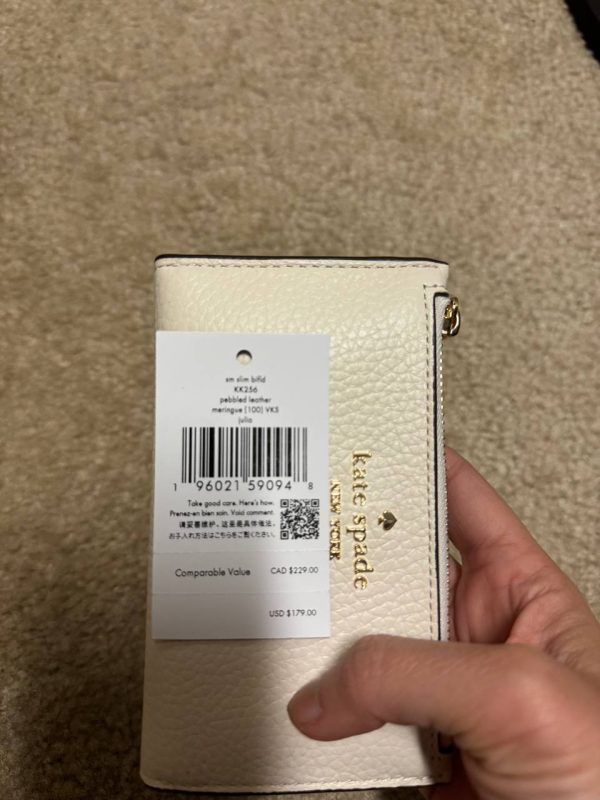 sm slim bifld
KK256
pebbled leather
meringue (100) VKS
julia
1 96021 59094 8
Take good care. Here's how.
Prenez-en bien soin. Voici comment.
请妥善维护。这里是具体做法。
お手入れ方法はこちらをご覧ください。
Comparable Value CAD $229.00
USD $179.00
kate spade
NEW YORK